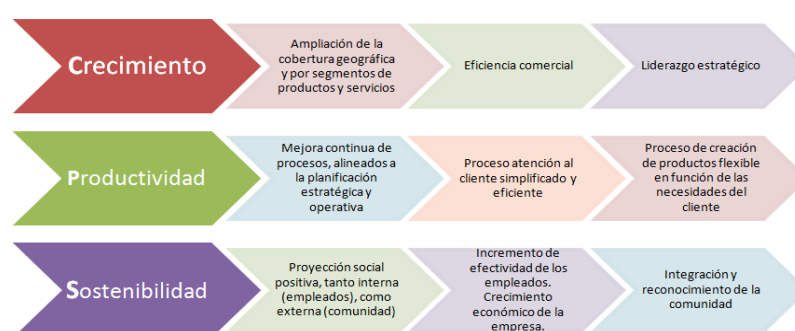 Crecimiento
Ampliación de la
cobertura geográfica
y por segmentos de
productos y servicios
Eficiencia comercial
Liderazgo estratégico
Productividad
Mejora continua de
procesos, alineados a
la planificación
estratégica y
operativa
Proceso atención al
cliente simplificado y
eficiente
Proceso de creación
de productos flexible
en función de las
necesidades del
cliente
Sostenibilidad
Proyección social
positiva, tanto interna
(empleados), como
externa (comunidad)
Incremento de
efectividad de los
empleados.
Crecimiento
económico de la
empresa.
Integración y
reconocimiento de la
comunidad